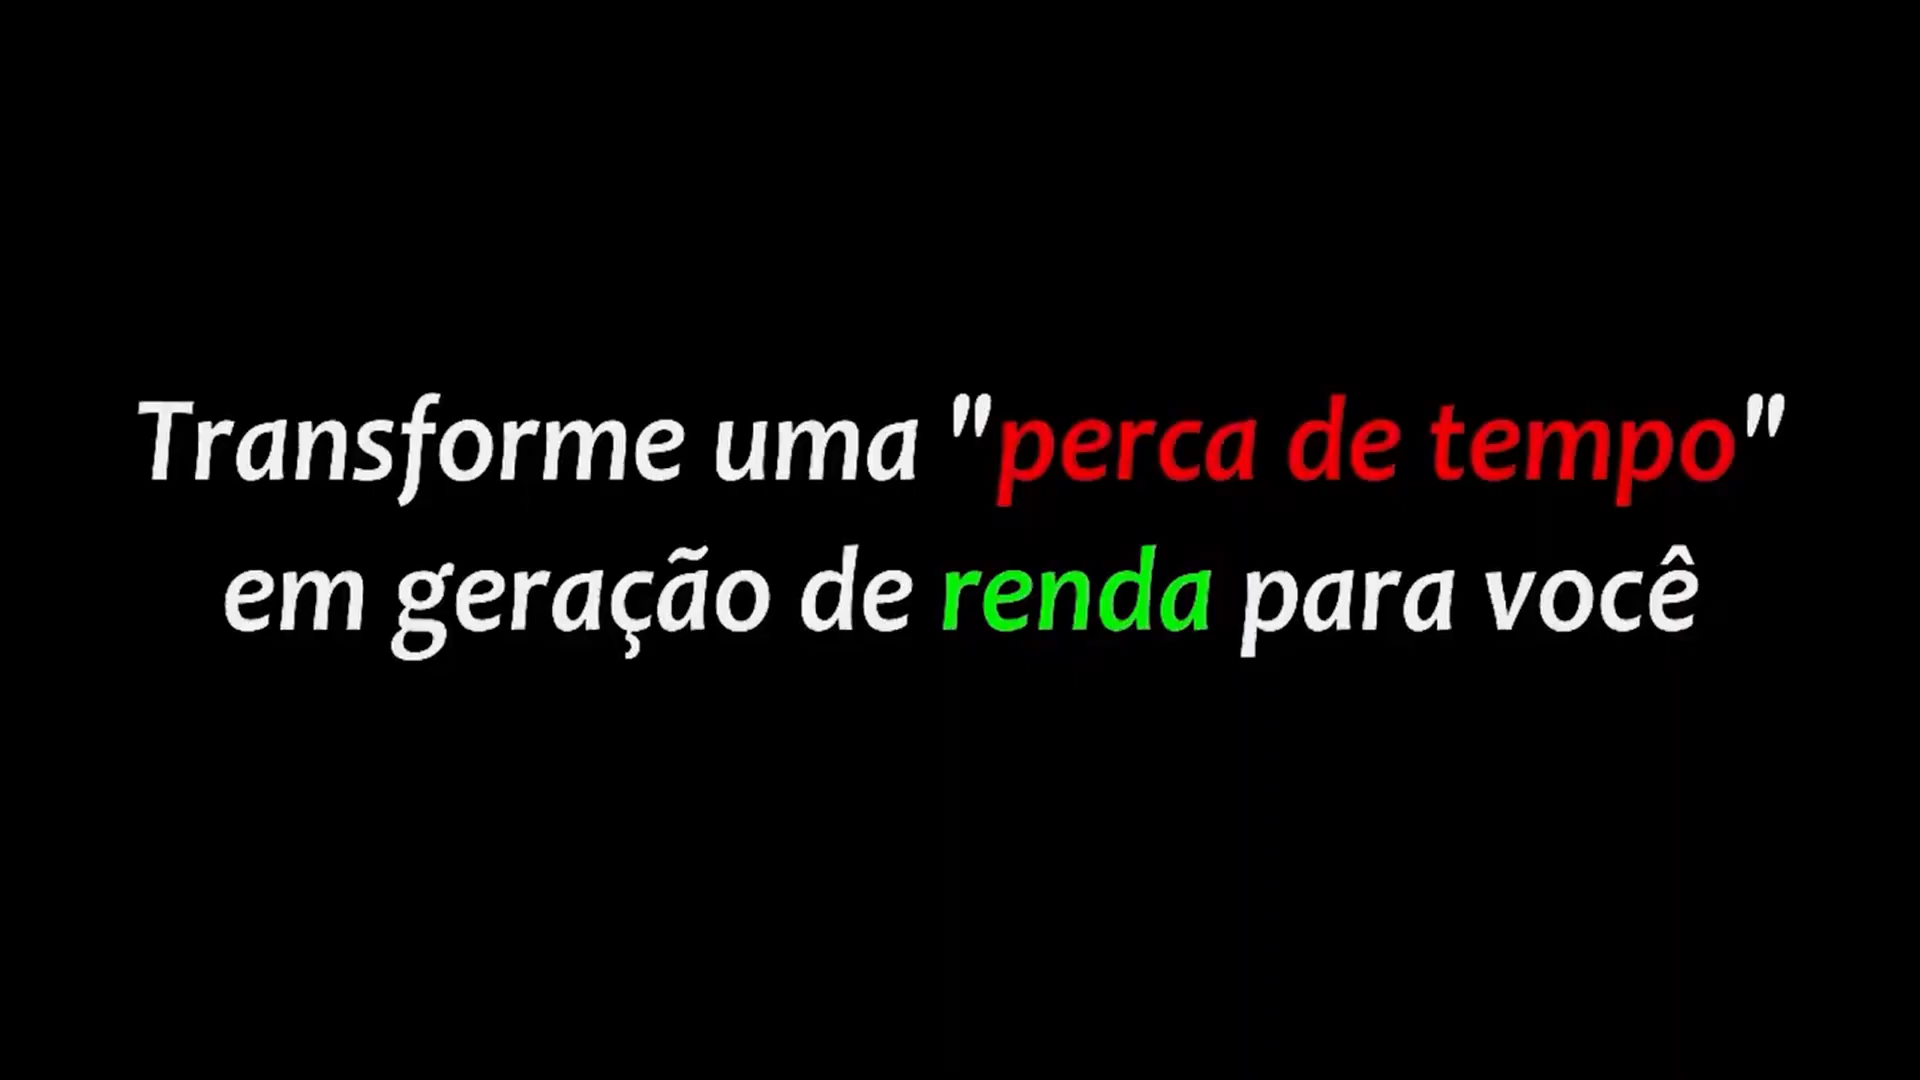 Transforme uma "perca de tempo"
em geração de renda para você